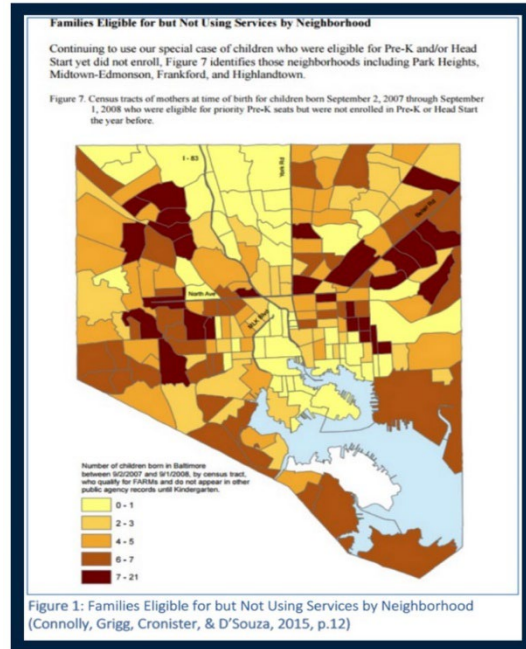 Families Eligible for but Not Using Services by Neighborhood
Continuing to use our special case of children who were eligible for Pre-K and/or Head
Start yet did not enroll, Figure 7 identifies those neighborhoods including Park Heights,
Midtown-Edmonson, Frankford, and Highlandtown.
Figure 7. Census tracts of mothers at time of birth for children born September 2, 2007 through September
1, 2008 who were eligible for priority Pre-K seats but were not enrolled in Pre-K or Head Start
the year before.
I - 83
York Rd
Belair Rd
North Ave
MLK Blvd
Number of children born in Baltimore
between 9/2/2007 and 9/1/2008, by census tract,
who qualify for FARMs and do not appear in other
public agency records until Kindergarten.
0 - 1
2 - 3
4 - 5
6 - 7
7 - 21
Figure 1: Families Eligible for but Not Using Services by Neighborhood
(Connolly, Grigg, Cronister, & D'Souza, 2015, p.12)